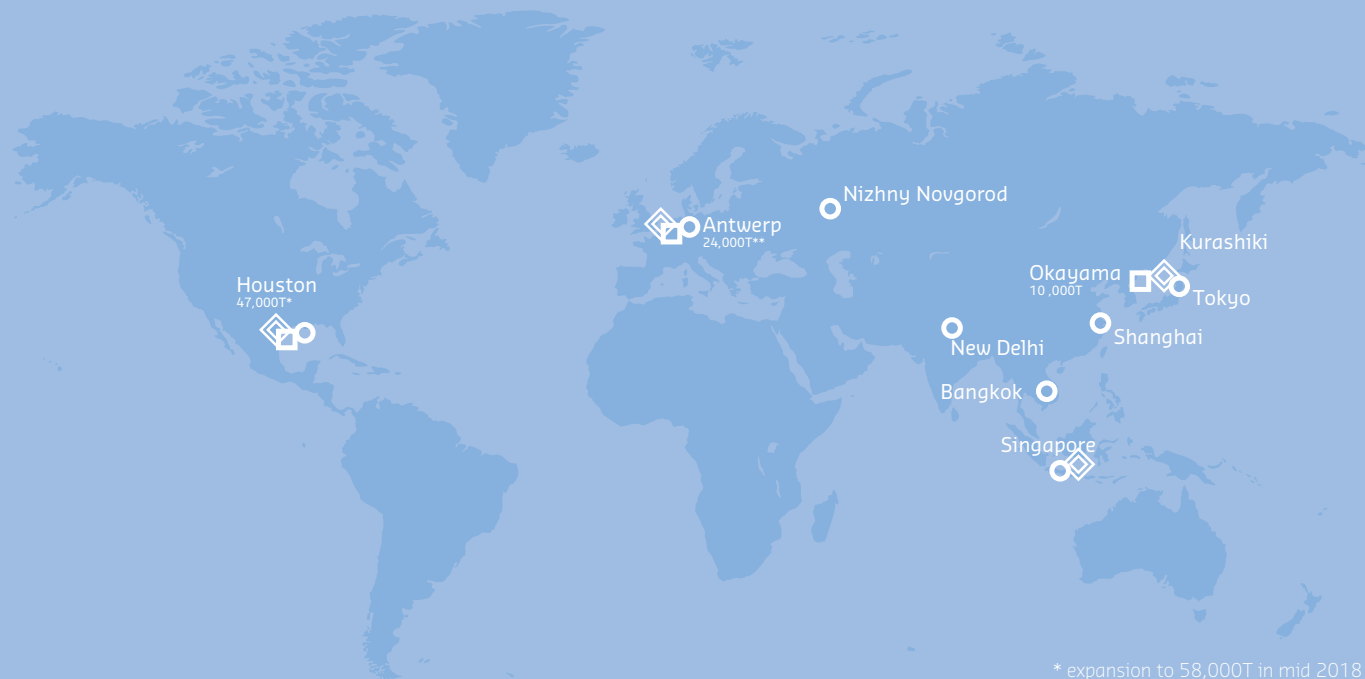 Nizhny Novgorod
Antwerp
24,000T**
Kurashiki
Okayama
10 ,000T
Tokyo
Houston
47,000T*
Shanghai
New Delhi
Bangkok
Singapore
* expansion to 58,000T in mid 2018